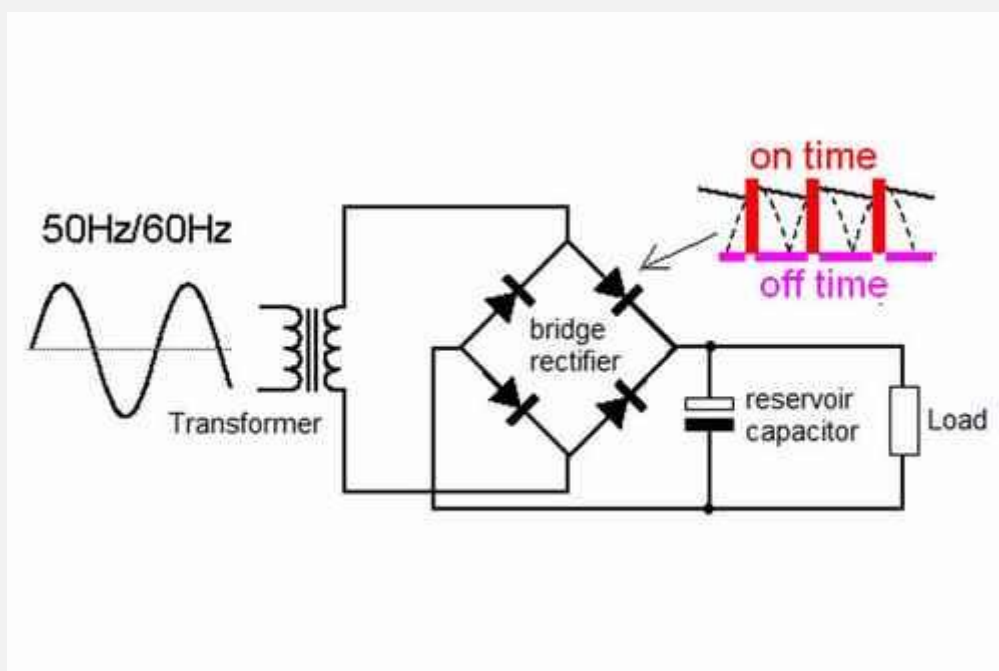 on time
50Hz/60Hz
off time
bridge
rectifier
Transformer
reservoir
capacitor
Load